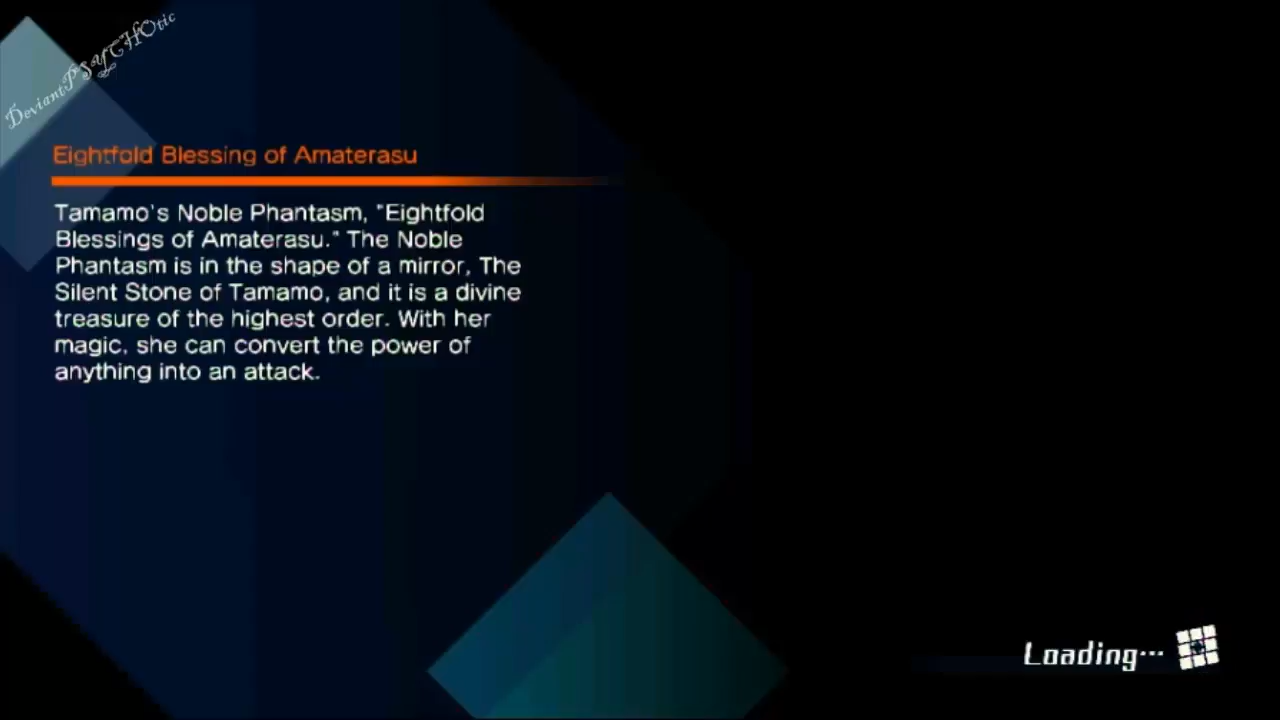 DeviantPSYCHOtic
Eightfold Blessing of Amaterasu
Tamamo's Noble Phantasm, "Eightfold
Blessings of Amaterasu." The Noble
Phantasm is in the shape of a mirror, The
Silent Stone of Tamamo, and it is a divine
treasure of the highest order. With her
magic, she can convert the power of
anything into an attack.
Loading···